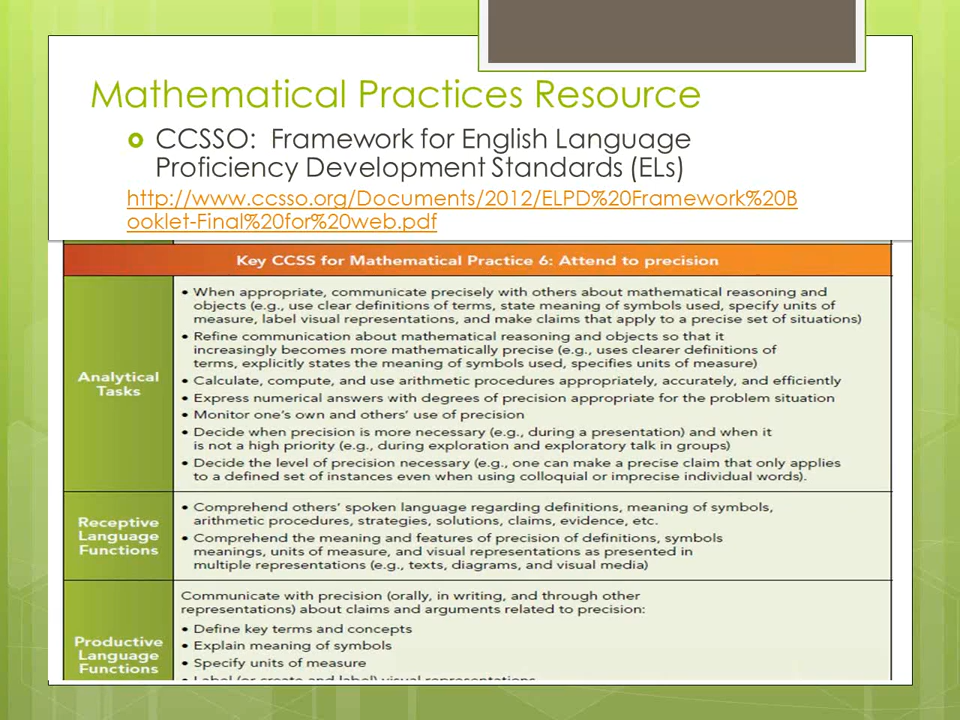 Mathematical Practices Resource
CCSSO:  Framework for English Language
Proficiency Development Standards (ELs)
http://www.ccsso.org/Documents/2012/ELPD%20Framework%20B
ooklet-Final%20for%20web.pdf
Key CCSS for Mathematical Practice 6: Attend to precision
Analytical
Tasks
• When appropriate, communicate precisely with others about mathematical reasoning and
objects (e.g., use clear definitions of terms, state meaning of symbols used, specify units of
measure, label visual representations, and make claims that apply to a precise set of situations)
• Refine communication about mathematical reasoning and objects so that it
increasingly becomes more mathematically precise (e.g., uses clearer definitions of
terms, explicitly states the meaning of symbols used, specifies units of measure)
• Calculate, compute, and use arithmetic procedures appropriately, accurately, and efficiently
• Express numerical answers with degrees of precision appropriate for the problem situation
• Monitor one's own and others' use of precision
• Decide when precision is more necessary (e.g., during a presentation) and when it
is not a high priority (e.g., during exploration and exploratory talk in groups)
• Decide the level of precision necessary (e.g., one can make a precise claim that only applies
to a defined set of instances even when using colloquial or imprecise individual words).
Receptive
Language
Functions
• Comprehend others' spoken language regarding definitions, meaning of symbols,
arithmetic procedures, strategies, solutions, claims, evidence, etc.
• Comprehend the meaning and features of precision of definitions, symbols
meanings, units of measure, and visual representations as presented in
multiple representations (e.g., texts, diagrams, and visual media)
Productive
Language
Functions
Communicate with precision (orally, in writing, and through other
representations) about claims and arguments related to precision:
• Define key terms and concepts
• Explain meaning of symbols
• Specify units of measure
• Label (or create and label) visual representations